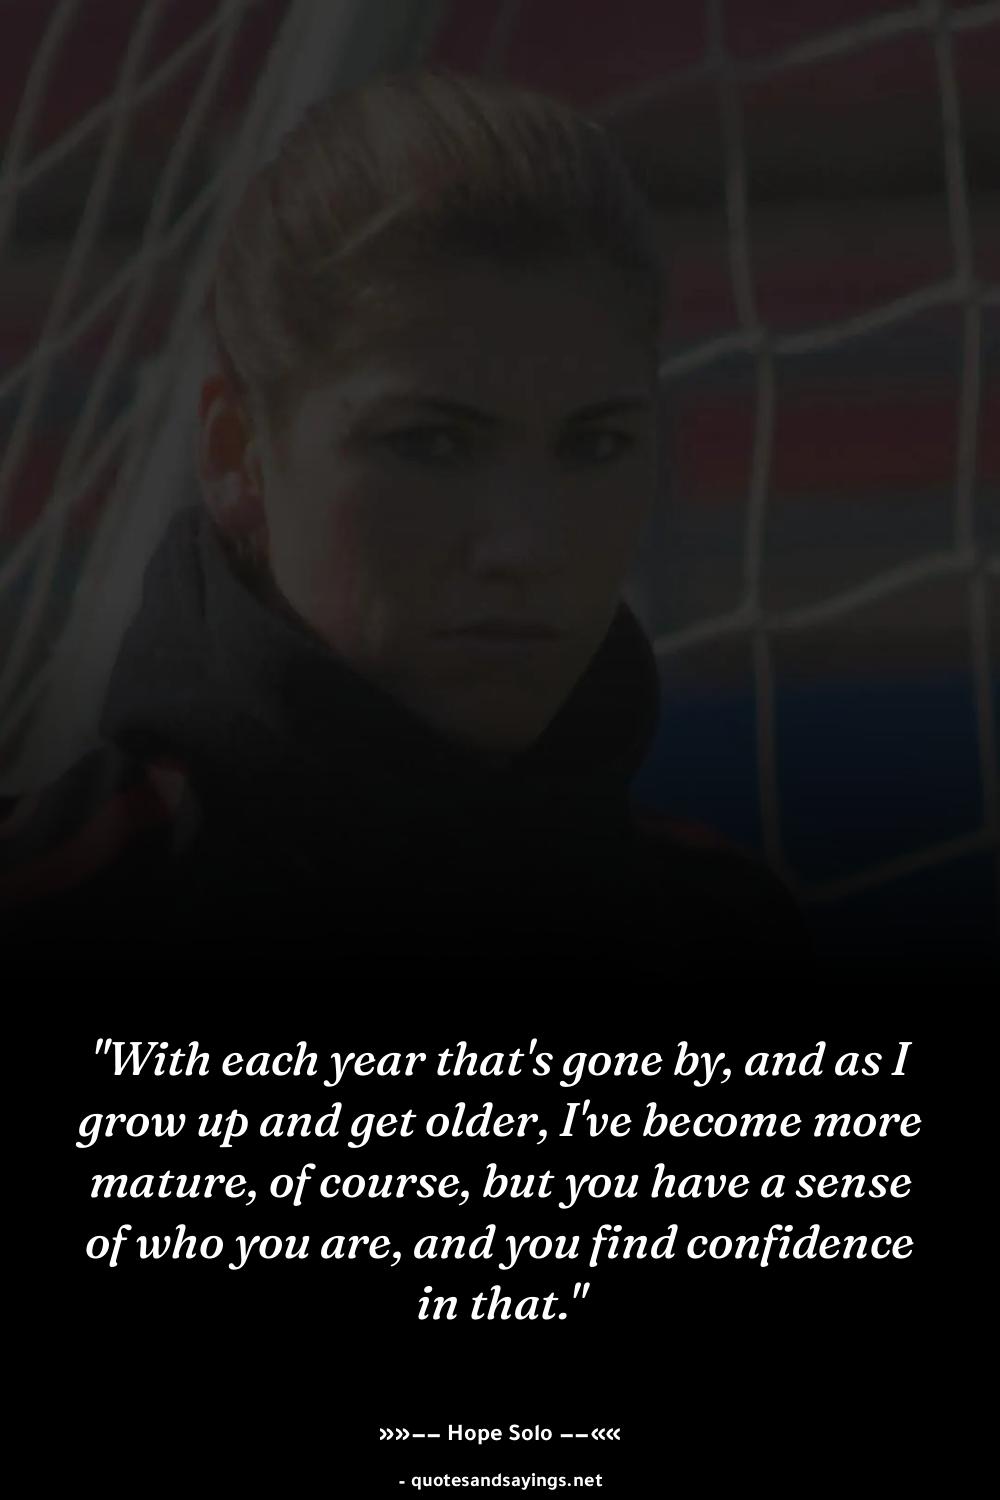 "With each year that's gone by, and as I
grow up and get older, I've become more
mature, of course, but you have a sense
of who you are, and you find confidence
in that."
»»–– Hope Solo ––««
- quotesandsayings.net